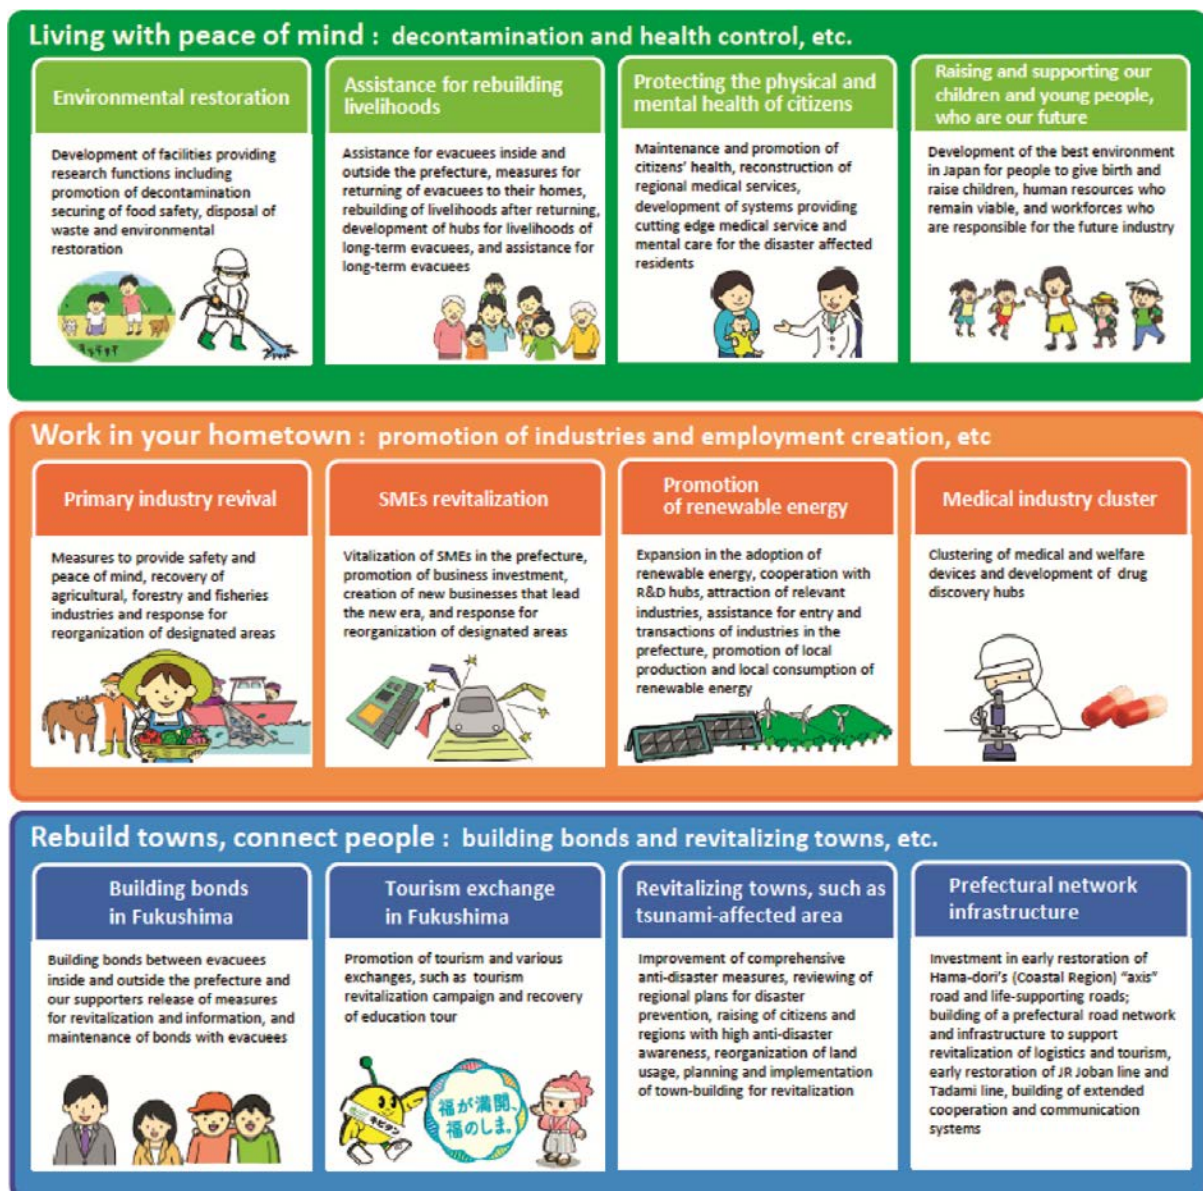 Living with peace of mind : decontamination and health control, etc.
Environmental restoration
Development of facilities providing
research functions including
promotion of decontamination
securing of food safety, disposal of
waste and environmental
restoration
Assistance for rebuilding
livelihoods
Assistance for evacuees inside and
outside the prefecture, measures for
returning of evacuees to their homes,
rebuilding of livelihoods after returning,
development of hubs for livelihoods of
long-term evacuees, and assistance for
long-term evacuees
Protecting the physical and
mental health of citizens
Maintenance and promotion of
citizens’ health, reconstruction of
regional medical services,
development of systems providing
cutting edge medical service and
mental care for the disaster affected
residents
Raising and supporting our
children and young people,
who are our future
Development of the best environment
in Japan for people to give birth and
raise children, human resources who
remain viable, and workforces who
are responsible for the future industry
Work in your hometown : promotion of industries and employment creation, etc
Primary industry revival
Measures to provide safety and
peace of mind, recovery of
agricultural, forestry and fisheries
industries and response for
reorganization of designated areas
SMEs revitalization
Vitalization of SMEs in the prefecture,
promotion of business investment,
creation of new businesses that lead
the new era, and response for
reorganization of designated areas
Promotion
of renewable energy
Expansion in the adoption of
renewable energy, cooperation with
R&D hubs, attraction of relevant
industries, assistance for entry and
transactions of industries in the
prefecture, promotion of local
production and local consumption of
renewable energy
Medical industry cluster
Clustering of medical and welfare
devices and development of drug
discovery hubs
Rebuild towns, connect people : building bonds and revitalizing towns, etc.
Building bonds
in Fukushima
Building bonds between evacuees
inside and outside the prefecture and
our supporters release of measures
for revitalization and information, and
maintenance of bonds with evacuees
Tourism exchange
in Fukushima
Promotion of tourism and various
exchanges, such as tourism
revitalization campaign and recovery
of education tour
キビタン
福が満開、
福のしま。
Revitalizing towns, such as
tsunami-affected area
Improvement of comprehensive
anti-disaster measures, reviewing of
regional plans for disaster
prevention, raising of citizens and
regions with high anti-disaster
awareness, reorganization of land
usage, planning and implementation
of town-building for revitalization
Prefectural network
infrastructure
Investment in early restoration of
Hama-dori’s (Coastal Region) “axis”
road and life-supporting roads;
building of a prefectural road network
and infrastructure to support
revitalization of logistics and tourism,
early restoration of JR Joban line and
Tadami line, building of extended
cooperation and communication
systems